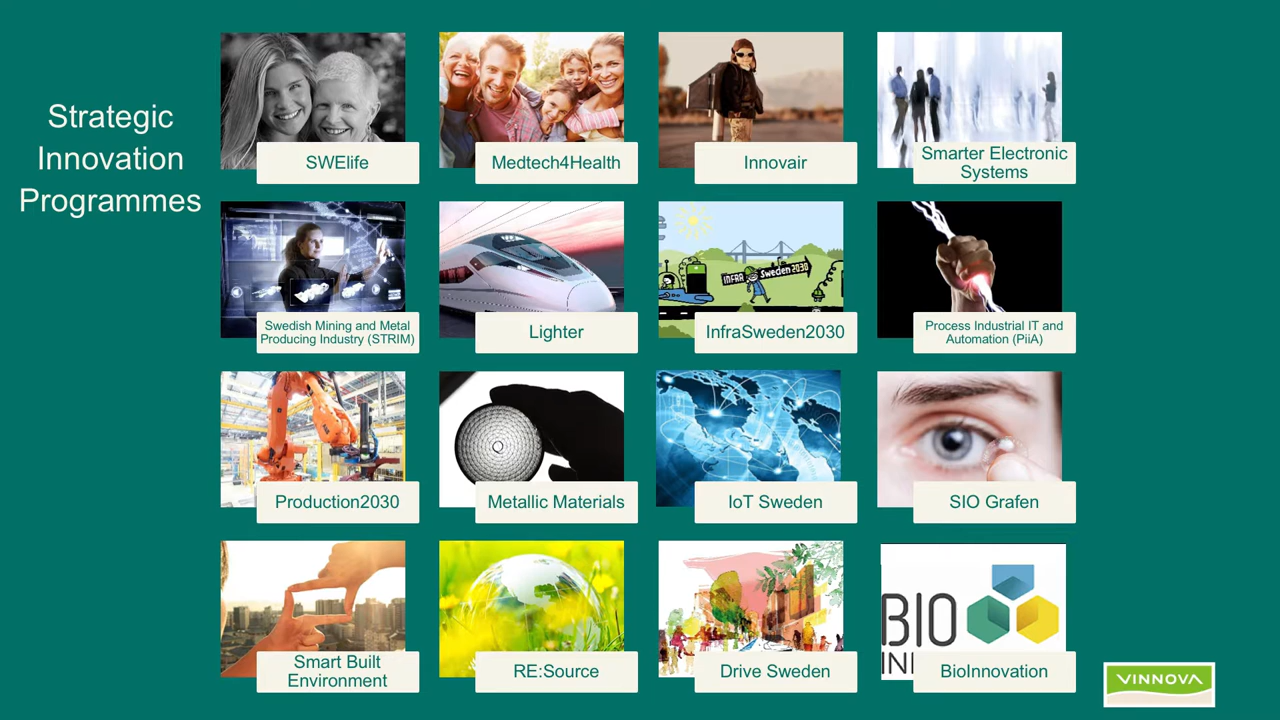 Strategic
Innovation
Programmes
SWElife
Medtech4Health
Innovair
Smarter Electronic
Systems
Swedish Mining and Metal
Producing Industry (STRIM)
Lighter
INFRA Sweden 2030
InfraSweden2030
Process Industrial IT and
Automation (PiiA)
Production2030
Metallic Materials
IoT Sweden
SIO Grafen
Smart Built
Environment
RE:Source
Drive Sweden
BIO
IN
BioInnovation
VINNOVA